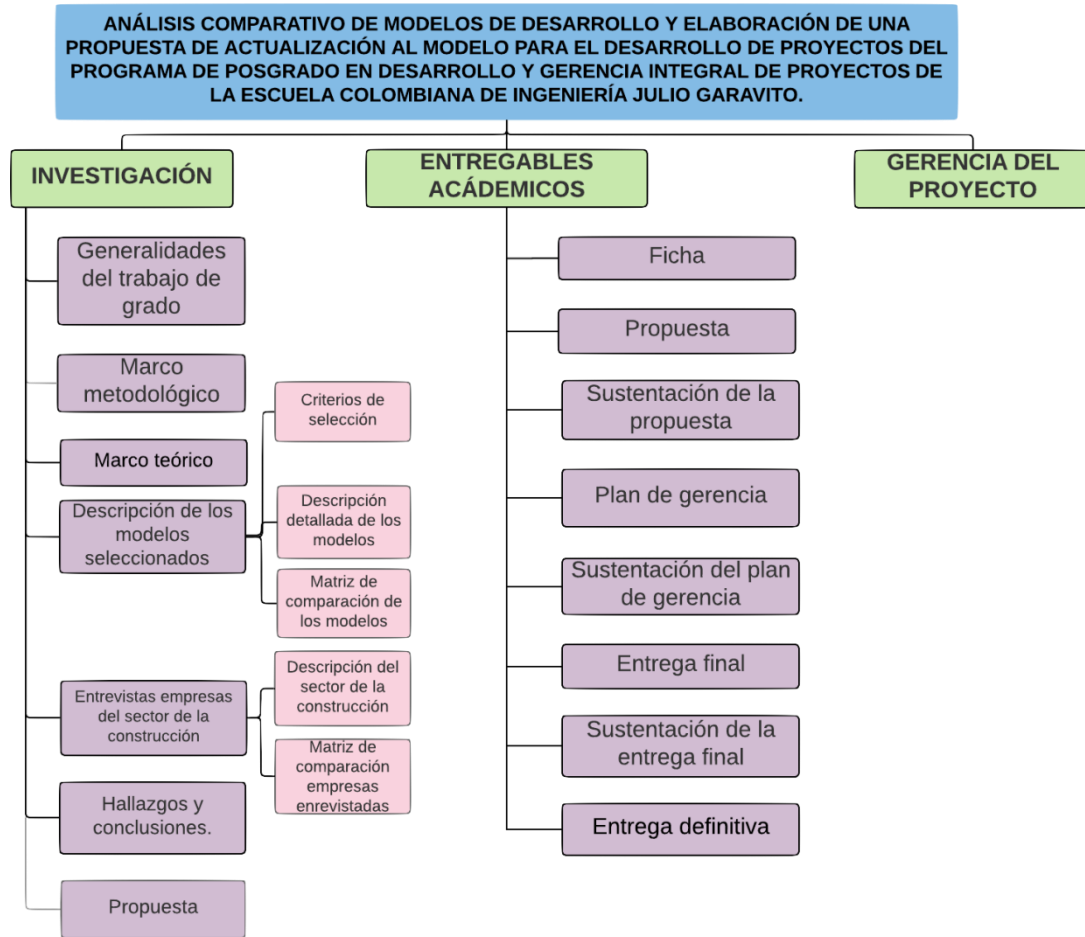 ANÁLISIS COMPARATIVO DE MODELOS DE DESARROLLO Y ELABORACIÓN DE UNA
PROPUESTA DE ACTUALIZACIÓN AL MODELO PARA EL DESARROLLO DE PROYECTOS DEL
PROGRAMA DE POSGRADO EN DESARROLLO Y GERENCIA INTEGRAL DE PROYECTOS DE
LA ESCUELA COLOMBIANA DE INGENIERÍA JULIO GARAVITO.
INVESTIGACIÓN
Generalidades
del trabajo de
grado
Marco
metodológico
Marco teórico
Descripción de los
modelos
seleccionados
Criterios de
selección
Descripción
detallada de los
modelos
Matriz de
comparación de
los modelos
Entrevistas empresas
del sector de la
construcción
Descripción del
sector de la
construcción
Matriz de
comparación
empresas
enrevistadas
Hallazgos y
conclusiones.
Propuesta
ENTREGABLES
ACÁDEMICOS
Ficha
Propuesta
Sustentación de la
propuesta
Plan de gerencia
Sustentación del plan
de gerencia
Entrega final
Sustentación de la
entrega final
Entrega definitiva
GERENCIA DEL
PROYECTO